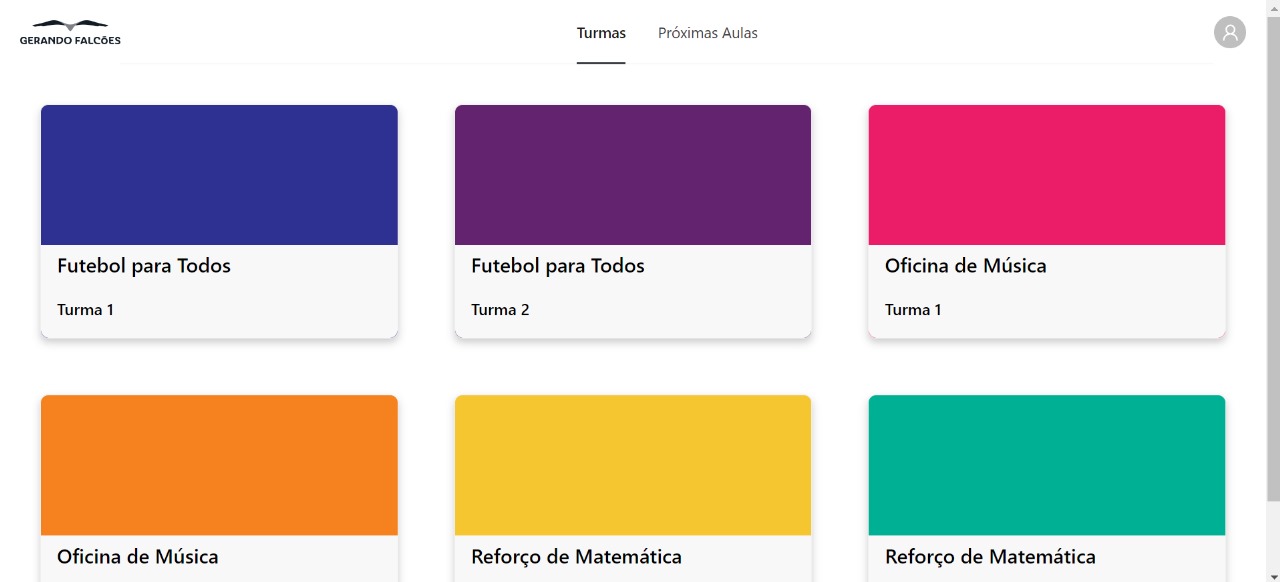 GERANDO FALCÕES
Turmas
Próximas Aulas
Futebol para Todos
Turma 1
Futebol para Todos
Turma 2
Oficina de Música
Turma 1
Oficina de Música
Reforço de Matemática
Reforço de Matemática